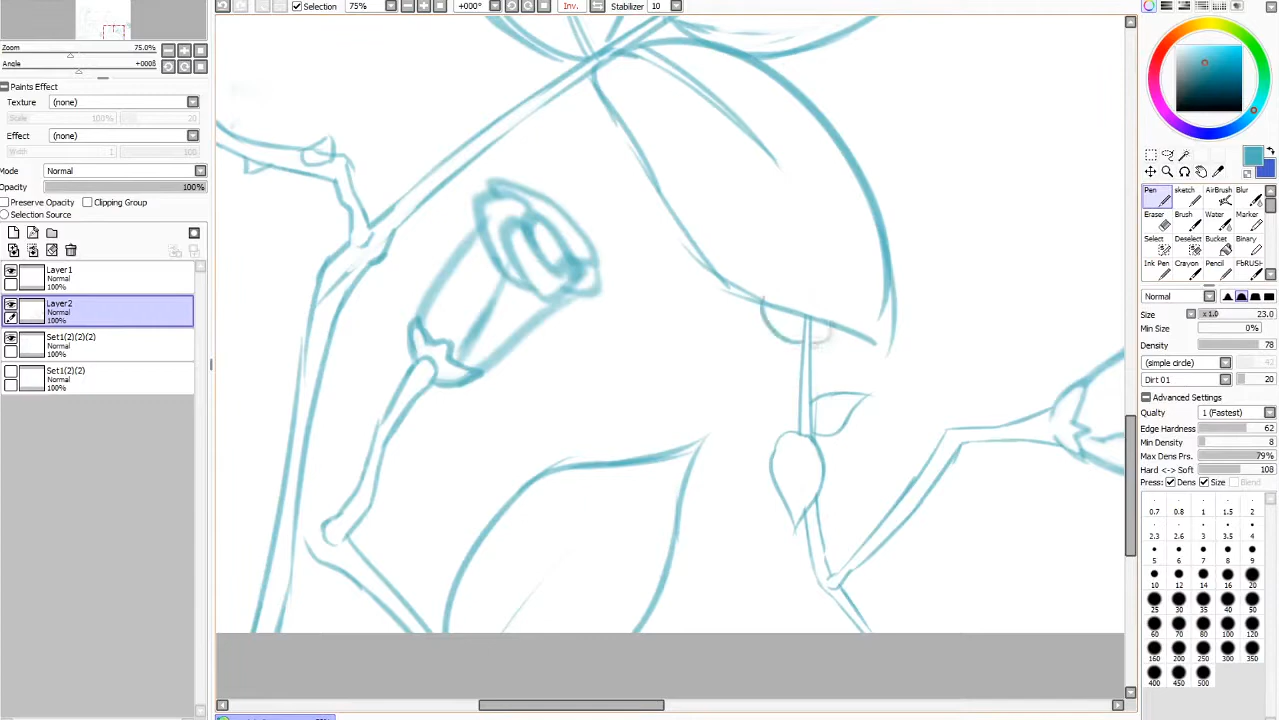 Selection 75% +000° Inv. Stabilizer 10
Zoom 75.0%
Angle +000°
Paints Effect
Texture (none)
Scale 100% 20
Effect (none)
Width 1 100
Mode Normal
Opacity 100%
Preserve Opacity Clipping Group
Selection Source
Layer1
Normal
100%
Layer2
Normal
100%
Set1(2)(2)(2)
Normal
100%
Set1(2)(2)
Normal
100%
Pen sketch AirBrush Blur
Eraser Brush Water Marker
Select Deselect Bucket Binary
Ink Pen Crayon Pencil FbRUSH
Normal
Size x1.0 23.0
Min Size 0%
Density 78
(simple circle)
Dirt 01 20
Advanced Settings
Qualty 1 (Fastest)
Edge Hardness 62
Min Density 8
Max Dens Prs. 79%
Hard <-> Soft 108
Press: Dens Size Blend
0.7 0.8 1 1.5 2
2.3 2.6 3 3.5 4
5 6 7 8 9
10 12 14 16 20
25 30 35 40 50
60 70 80 100 120
160 200 250 300 350
400 450 500